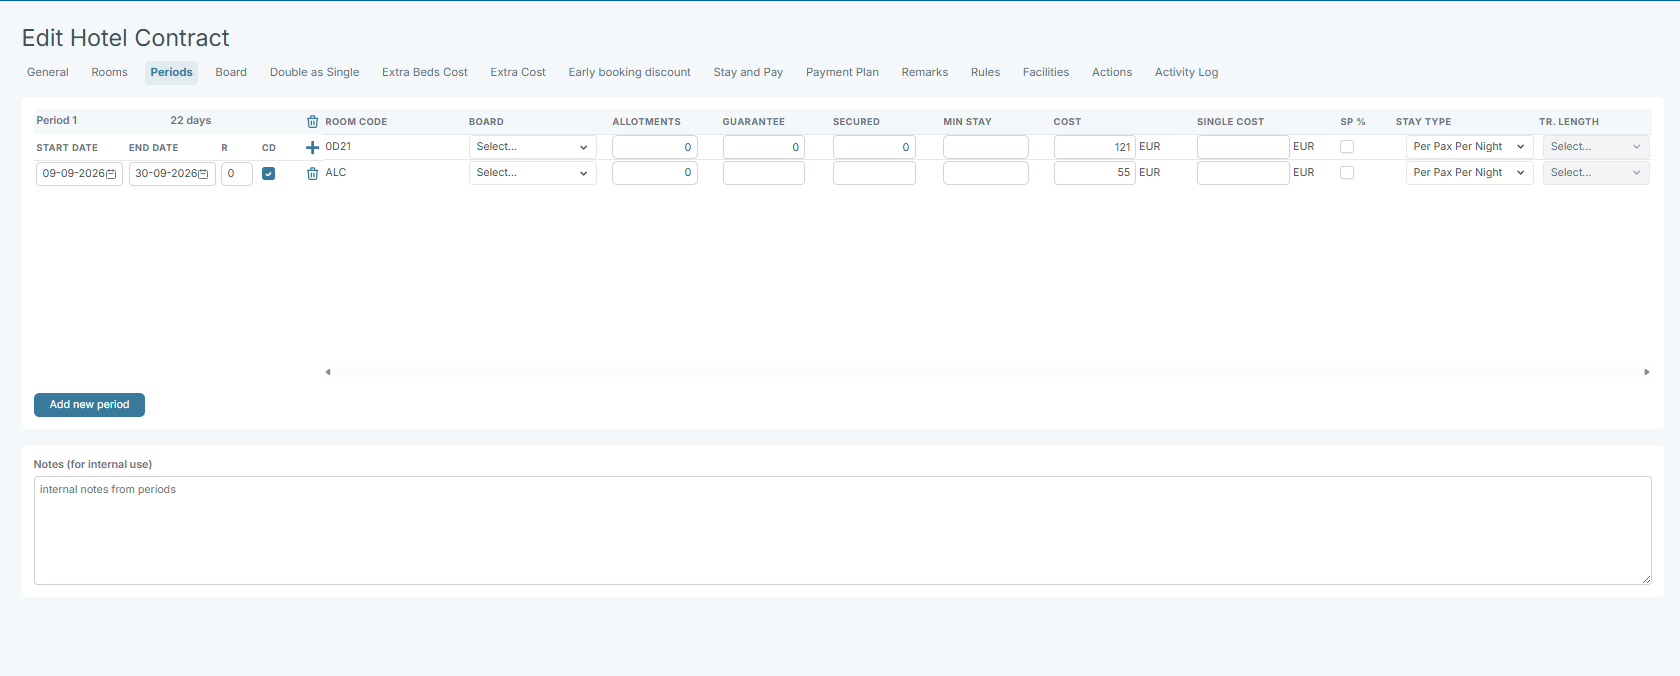 Edit Hotel Contract
General Rooms Periods Board Double as Single Extra Beds Cost Extra Cost Early booking discount Stay and Pay Payment Plan Remarks Rules Facilities Actions Activity Log
Period 1 22 days ROOM CODE BOARD ALLOTMENTS GUARANTEE SECURED MIN STAY COST SINGLE COST SP % STAY TYPE TR. LENGTH
START DATE END DATE R CD 0D21 Select... 0 0 0 121 EUR EUR Per Pax Per Night Select...
09-09-2026 30-09-2026 0 ALC Select... 0 55 EUR EUR Per Pax Per Night Select...
Add new period
Notes (for internal use)
internal notes from periods